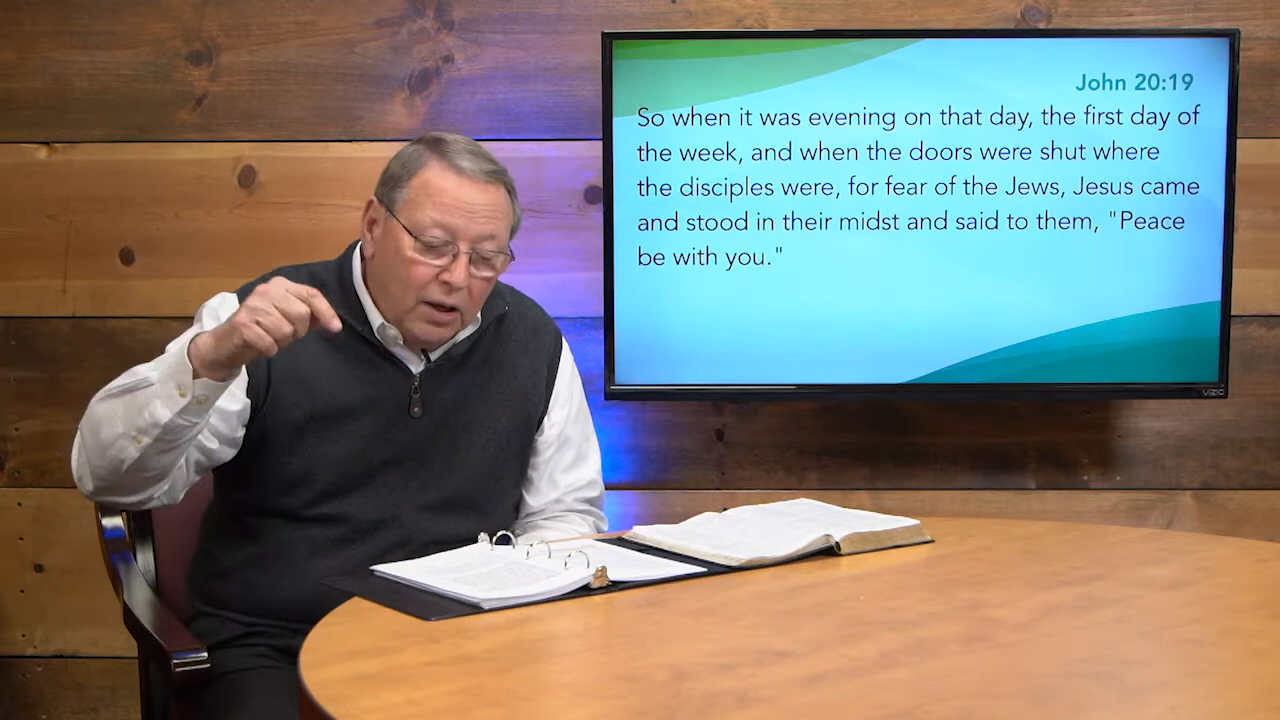 John 20:19
So when it was evening on that day, the first day of
the week, and when the doors were shut where
the disciples were, for fear of the Jews, Jesus came
and stood in their midst and said to them, "Peace
be with you."
VIZIO